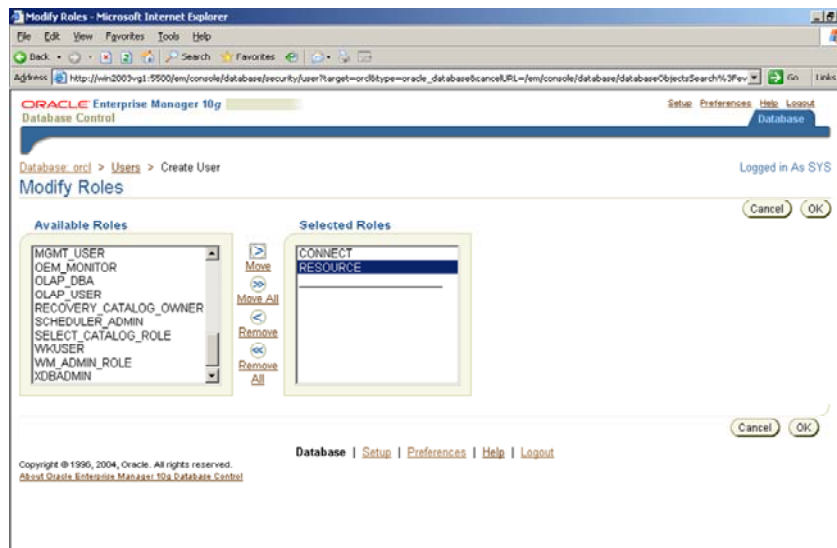 Modify Roles - Microsoft Internet Explorer
File Edit View Favorites Tools Help
Back Search Favorites
Address http://win2003vg1:5500/em/console/database/security/user?target=orcl&type=oracle_database&cancelURL=/em/console/database/databaseObjectsSearch%3Fev Go Links
ORACLE Enterprise Manager 10g
Database Control
Setup Preferences Help Logout
Database
Database: orcl > Users > Create User
Logged in As SYS
Modify Roles
Cancel OK
Available Roles
Selected Roles
MGMT_USER
OEM_MONITOR
OLAP_DBA
OLAP_USER
RECOVERY_CATALOG_OWNER
SCHEDULER_ADMIN
SELECT_CATALOG_ROLE
WKUSER
WM_ADMIN_ROLE
XDBADMIN
Move
Move All
Remove
Remove All
CONNECT
RESOURCE
Cancel OK
Database | Setup | Preferences | Help | Logout
Copyright © 1996, 2004, Oracle. All rights reserved.
About Oracle Enterprise Manager 10g Database Control